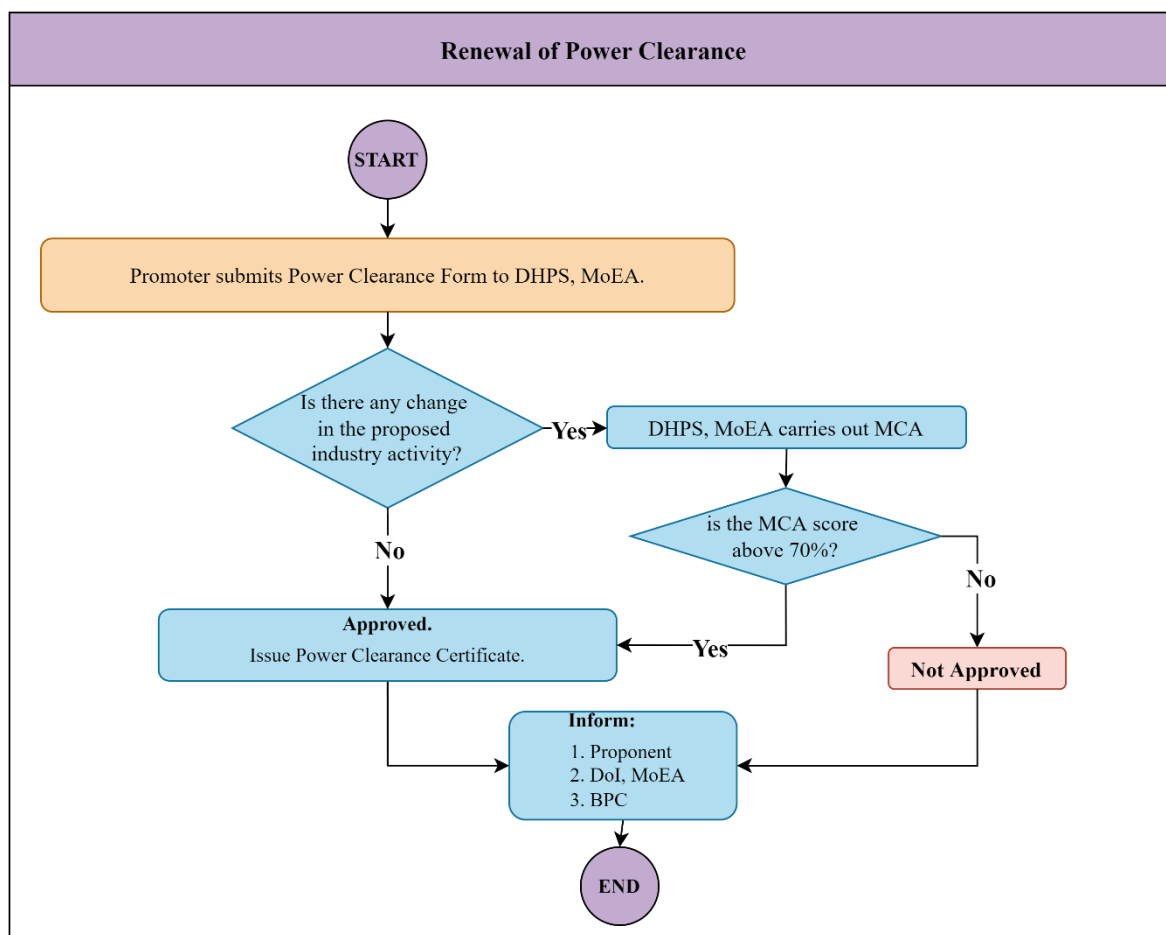 Renewal of Power Clearance
START
Promoter submits Power Clearance Form to DHPS, MoEA.
Is there any change
in the proposed
industry activity?
Yes
DHPS, MoEA carries out MCA
is the MCA score
above 70%?
No
No
Approved.
Issue Power Clearance Certificate.
Yes
Not Approved
Inform:
1. Proponent
2. DoI, MoEA
3. BPC
END